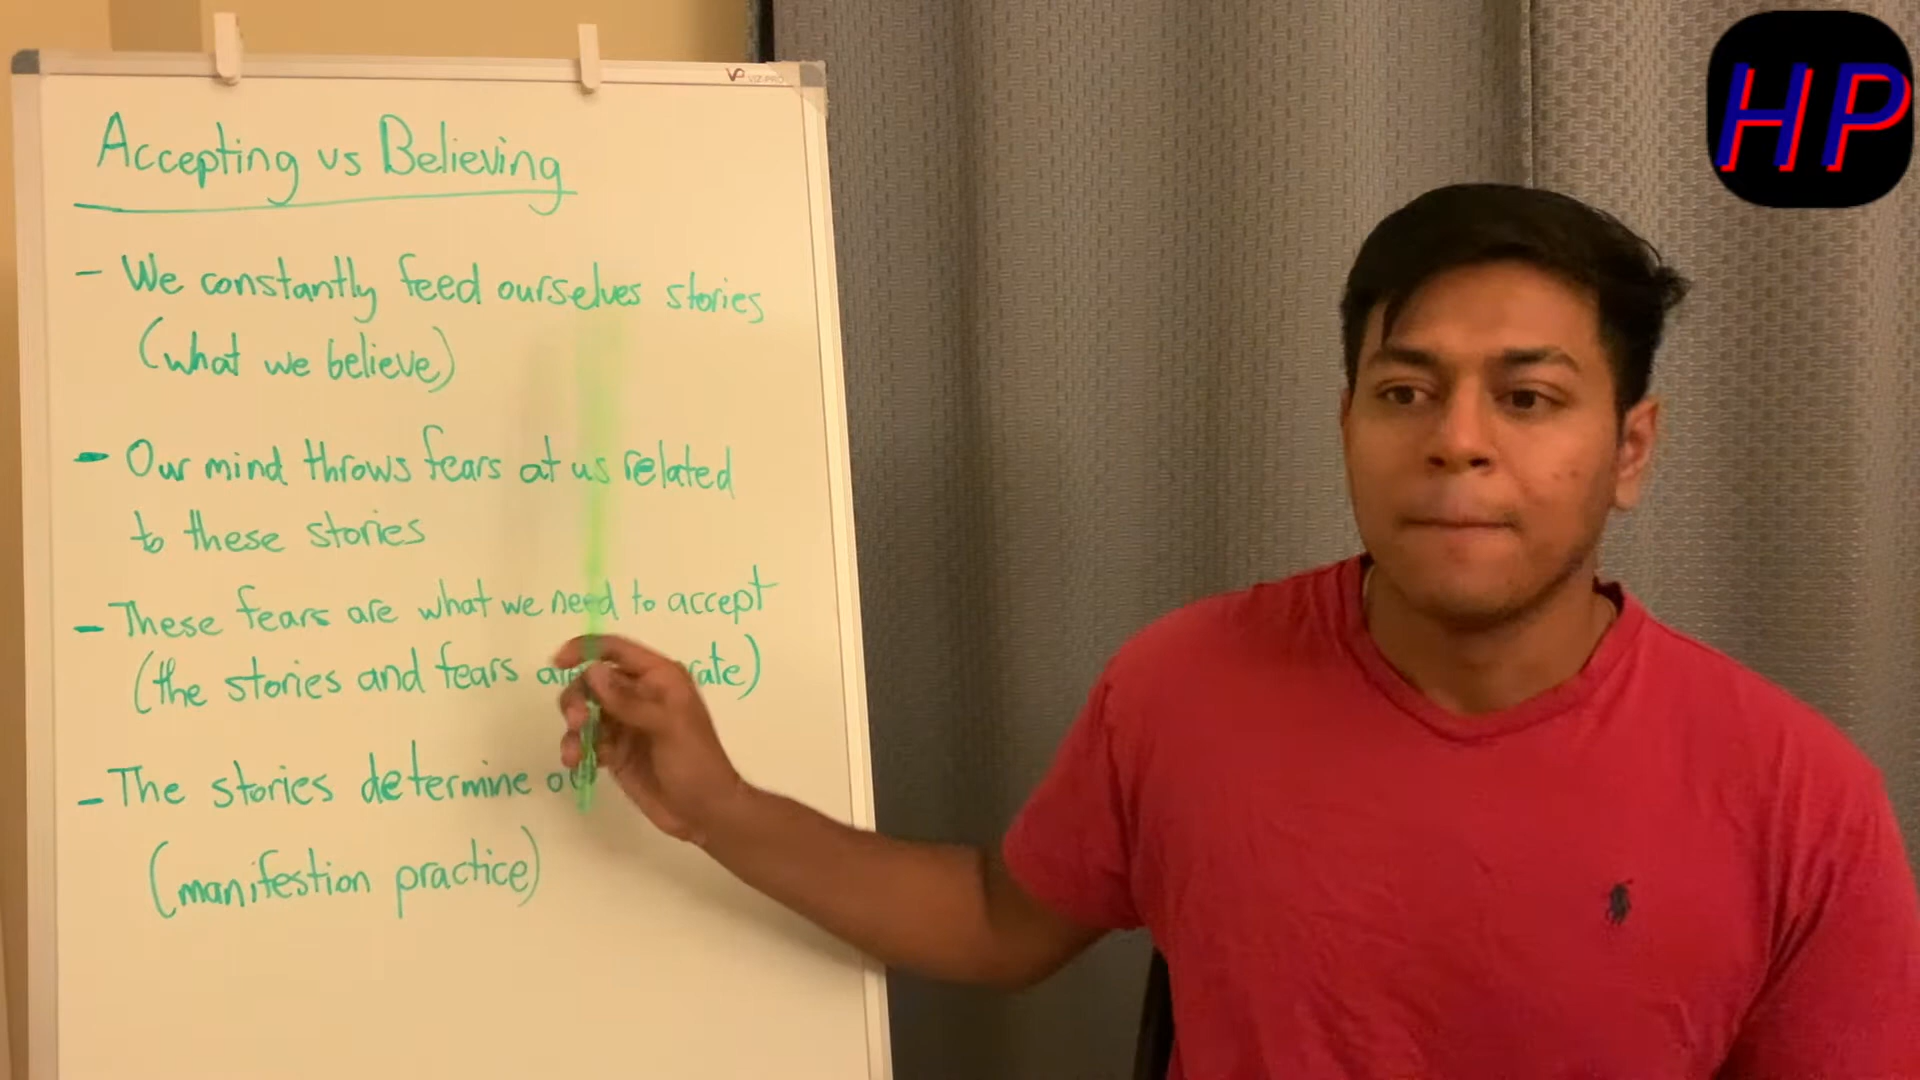 VIZ-PRO
HP
Accepting vs Believing
- We constantly feed ourselves stories
(what we believe)
- Our mind throws fears at us related
to these stories
- These fears are what we need to accept
(the stories and fears
- The stories determine
(manifestion practice)